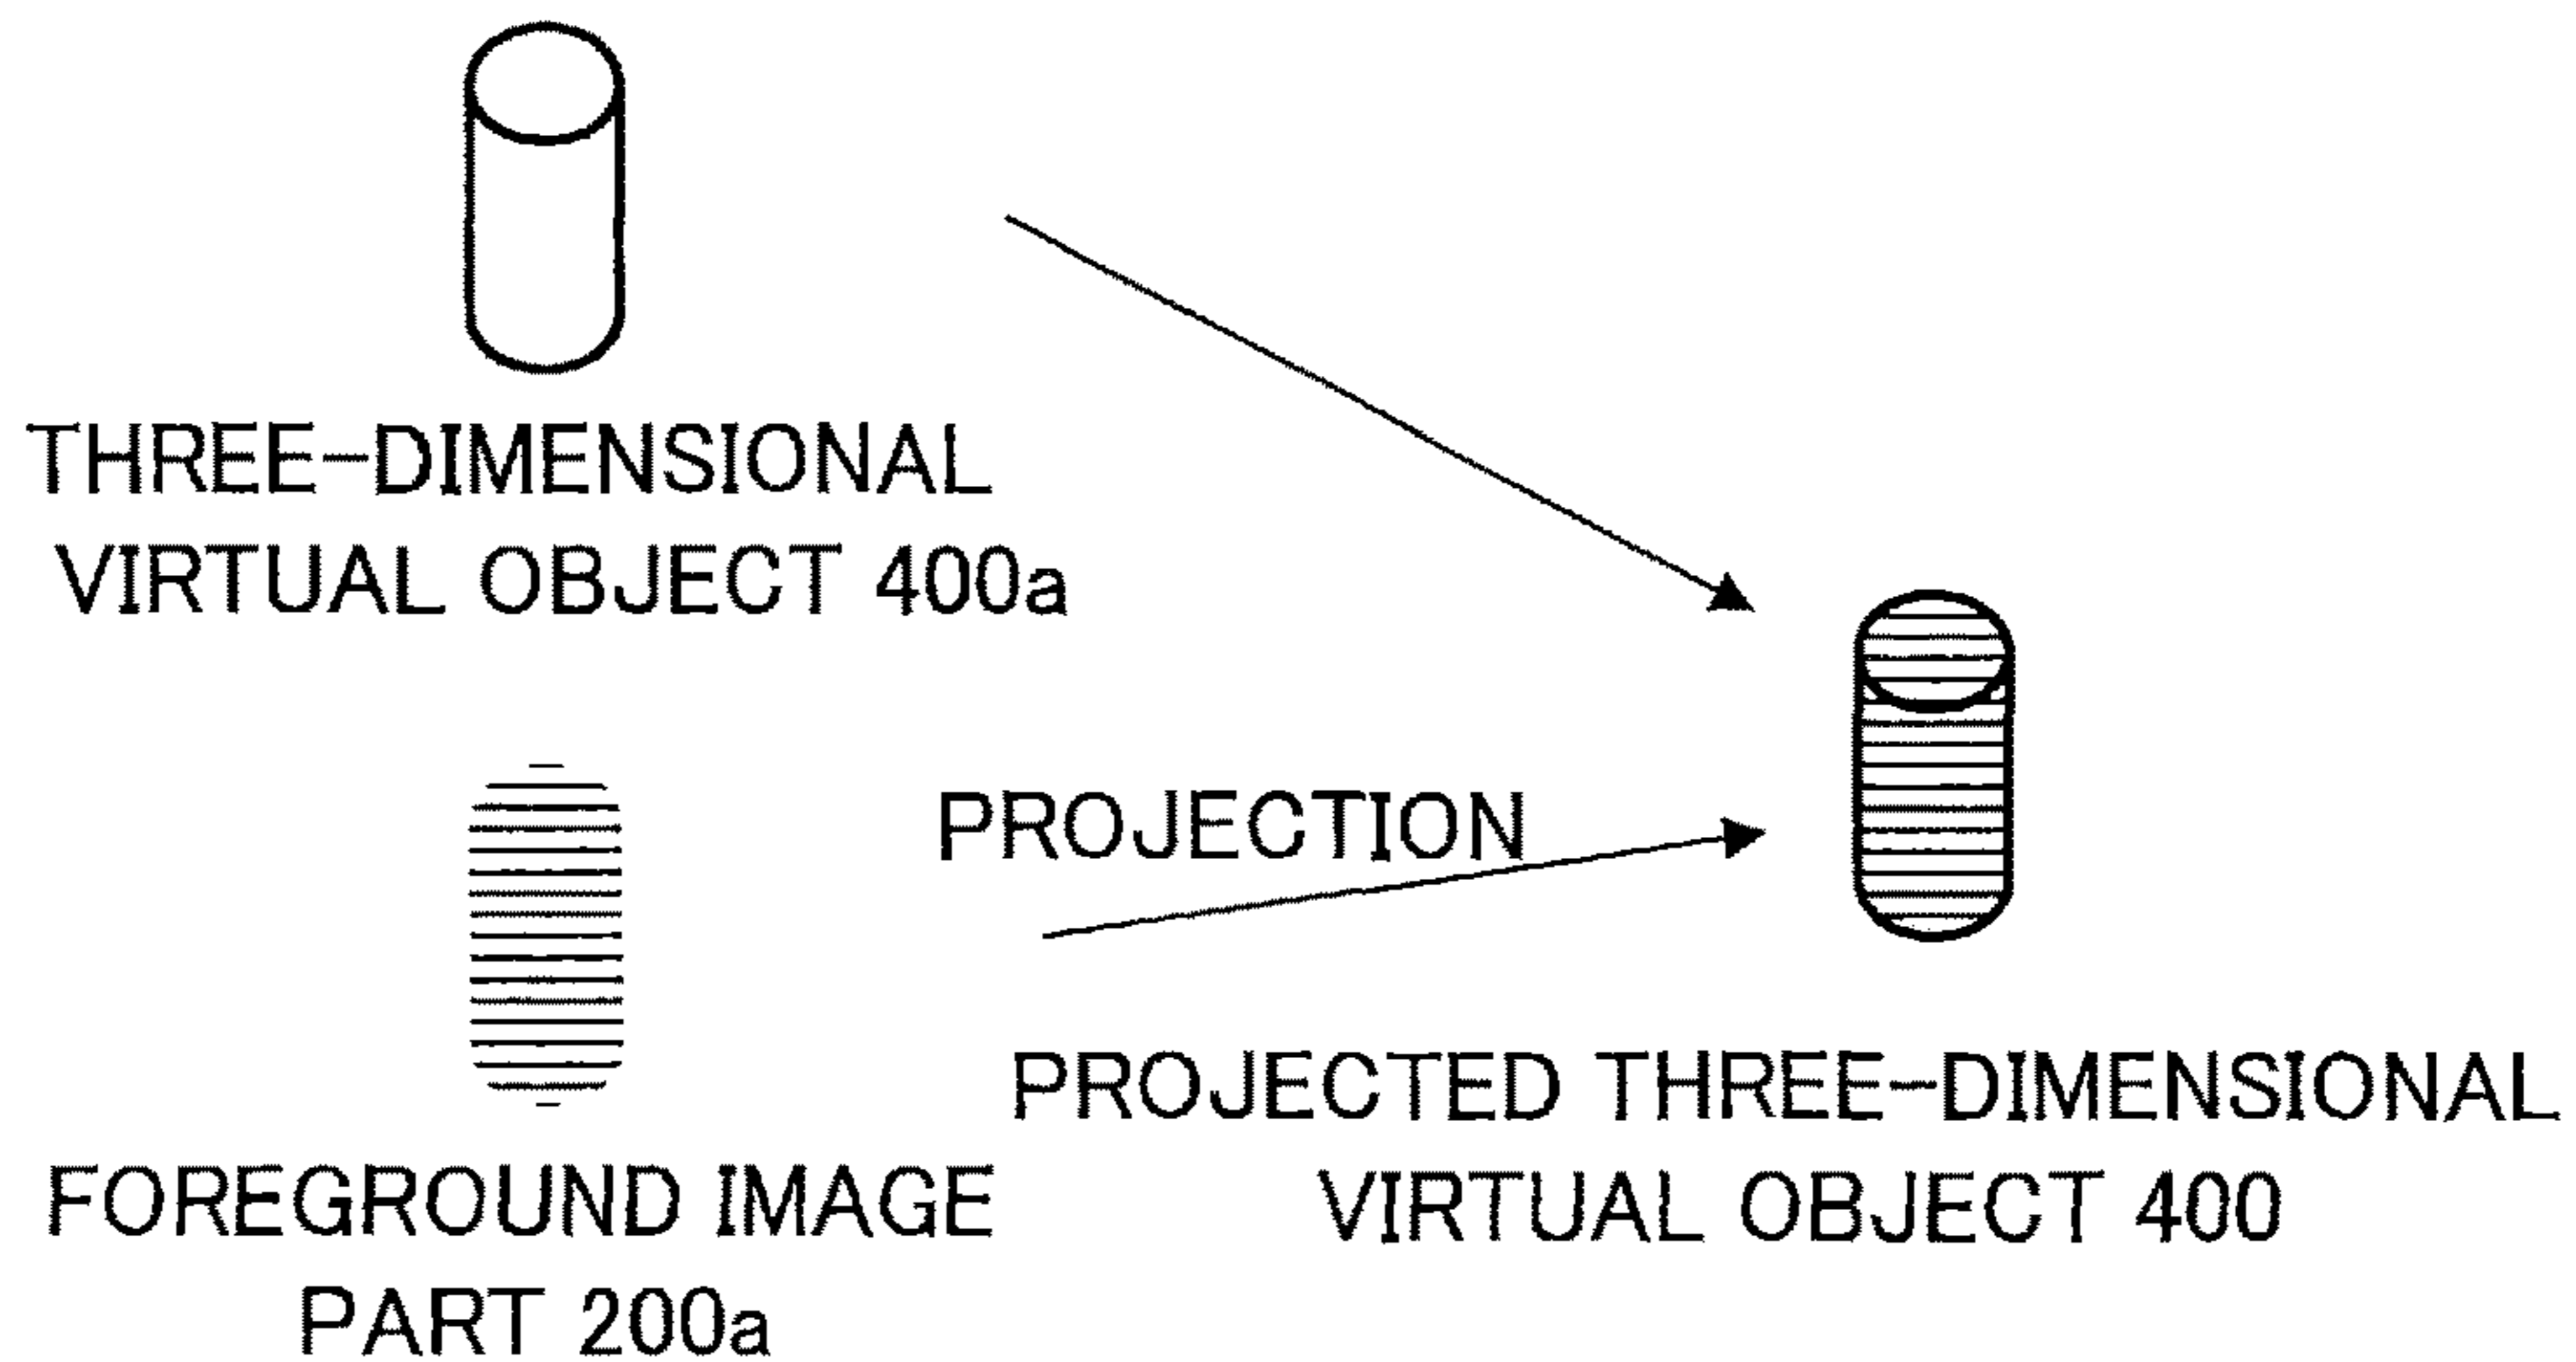 THREE-DIMENSIONAL
VIRTUAL OBJECT 400a
PROJECTION
FOREGROUND IMAGE
PART 200a
PROJECTED THREE-DIMENSIONAL
VIRTUAL OBJECT 400